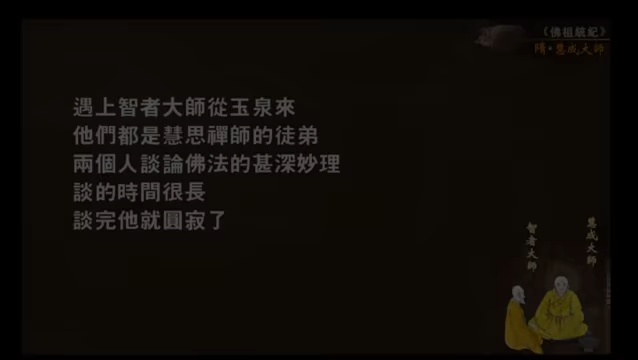 《佛祖統紀》
隋·慧成大師
遇上智者大師從玉泉來
他們都是慧思禪師的徒弟
兩個人談論佛法的甚深妙理
談的時間很長
談完他就圓寂了
智者大師
慧成大師